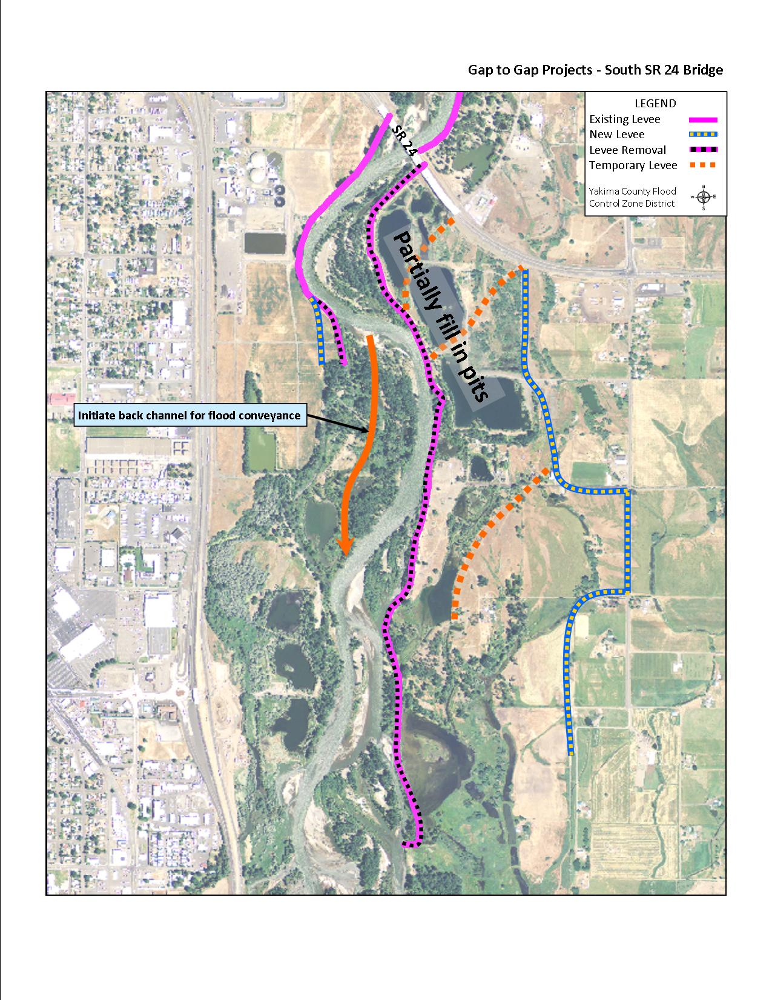 Gap to Gap Projects - South SR 24 Bridge
LEGEND
Existing Levee
New Levee
Levee Removal
Temporary Levee
Yakima County Flood
Control Zone District
N
W
E
S
SR 24
Partially fill in pits
Initiate back channel for flood conveyance